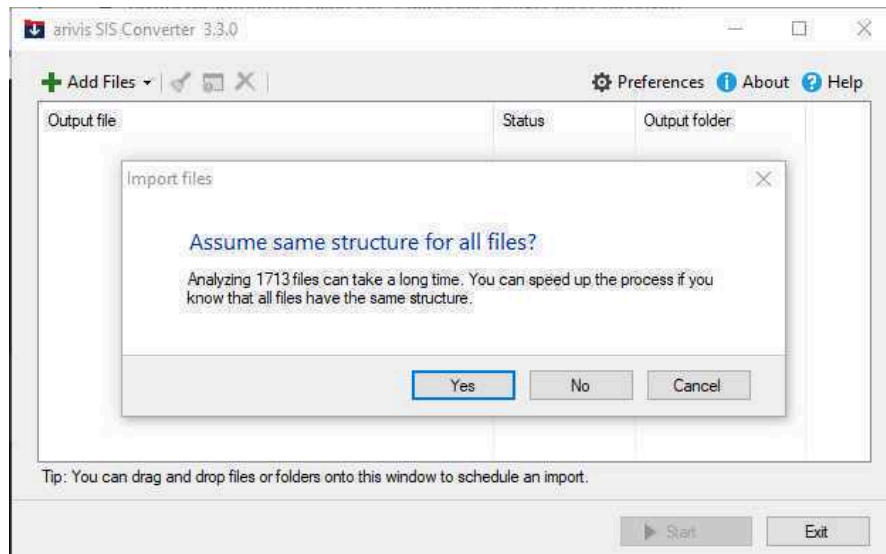 arivis SIS Converter 3.3.0
Add Files
Preferences
About
Help
Output file
Status
Output folder
Import files
Assume same structure for all files?
Analyzing 1713 files can take a long time. You can speed up the process if you
know that all files have the same structure.
Yes
No
Cancel
Tip: You can drag and drop files or folders onto this window to schedule an import.
Start
Exit